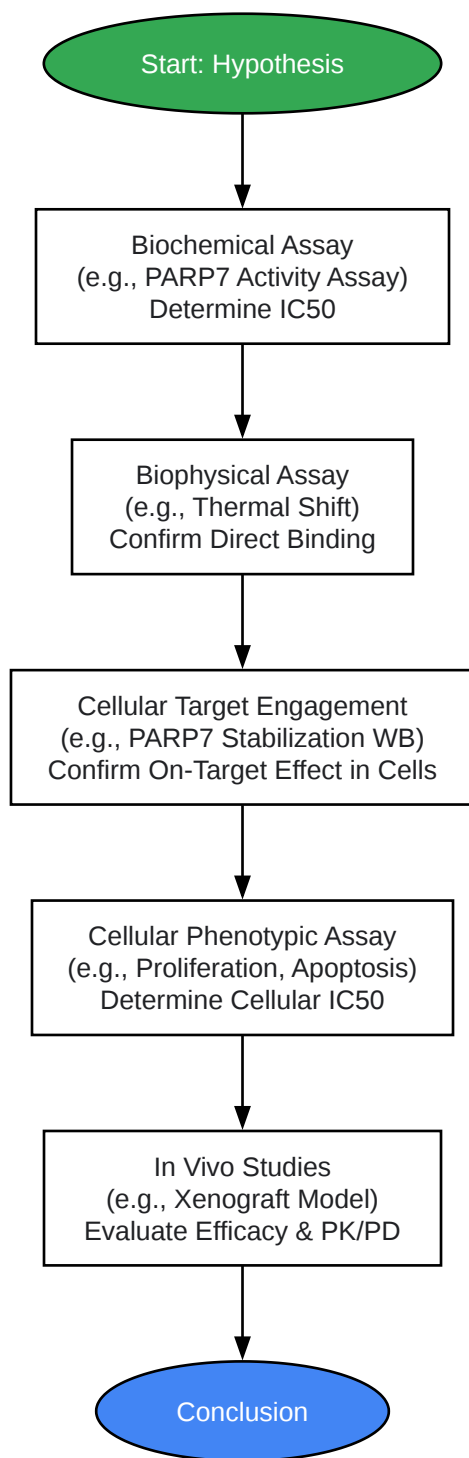 Start: Hypothesis
Biochemical Assay
(e.g., PARP7 Activity Assay)
Determine IC50
Biophysical Assay
(e.g., Thermal Shift)
Confirm Direct Binding
Cellular Target Engagement
(e.g., PARP7 Stabilization WB)
Confirm On-Target Effect in Cells
Cellular Phenotypic Assay
(e.g., Proliferation, Apoptosis)
Determine Cellular IC50
In Vivo Studies
(e.g., Xenograft Model)
Evaluate Efficacy & PK/PD
Conclusion